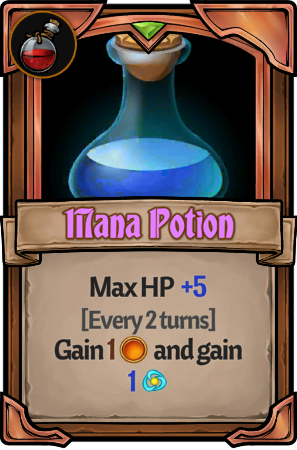 Mana Potion
Max HP +5
[Every 2 turns]
Gain 1 and gain
1